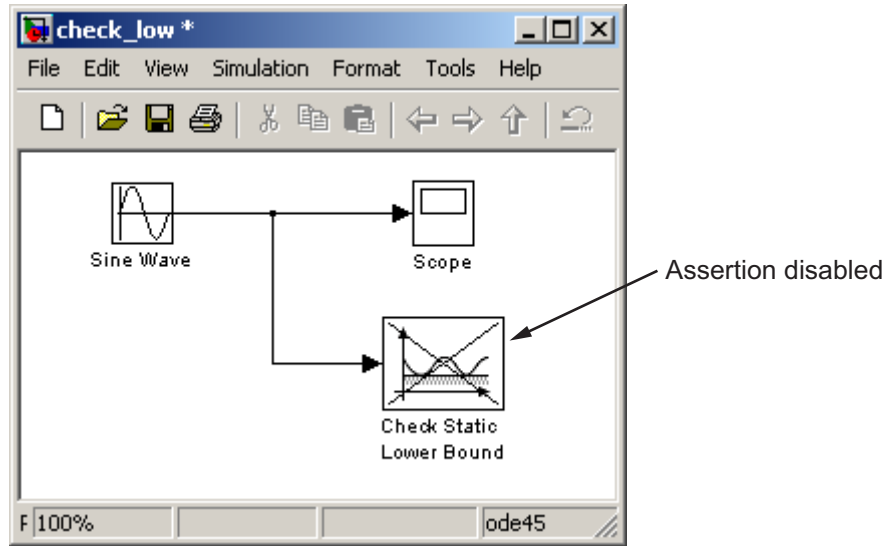 check_low *
File Edit View Simulation Format Tools Help
Sine Wave
Scope
Assertion disabled
Check Static
Lower Bound
F 100%
ode45